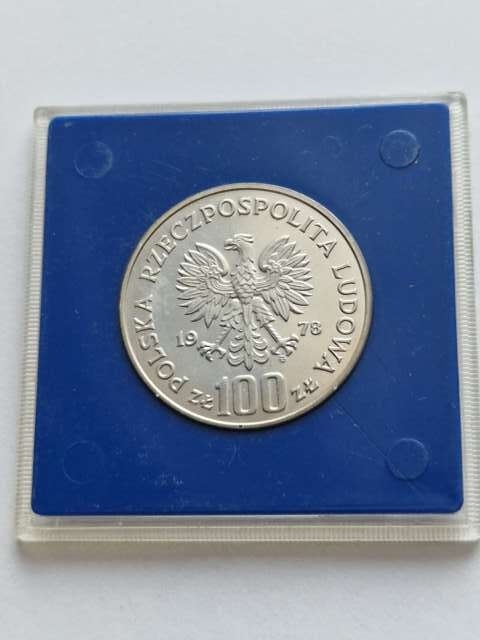 POLSKA RZECZPOSPOLITA LUDOWA
19 78
ZŁ 100 ZŁ